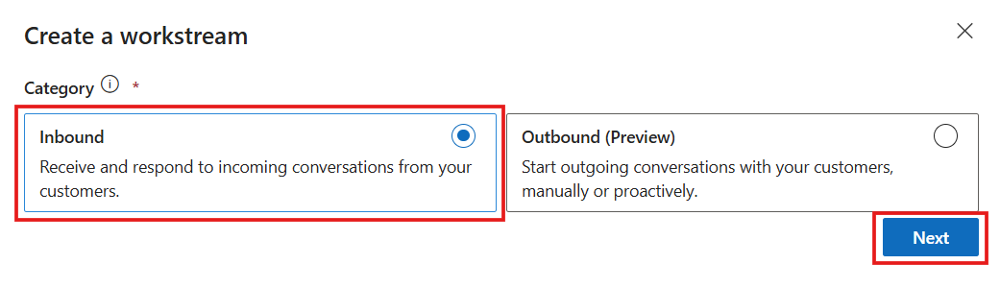 Create a workstream
Category *
Inbound
Receive and respond to incoming conversations from your
customers.
Outbound (Preview)
Start outgoing conversations with your customers,
manually or proactively.
Next